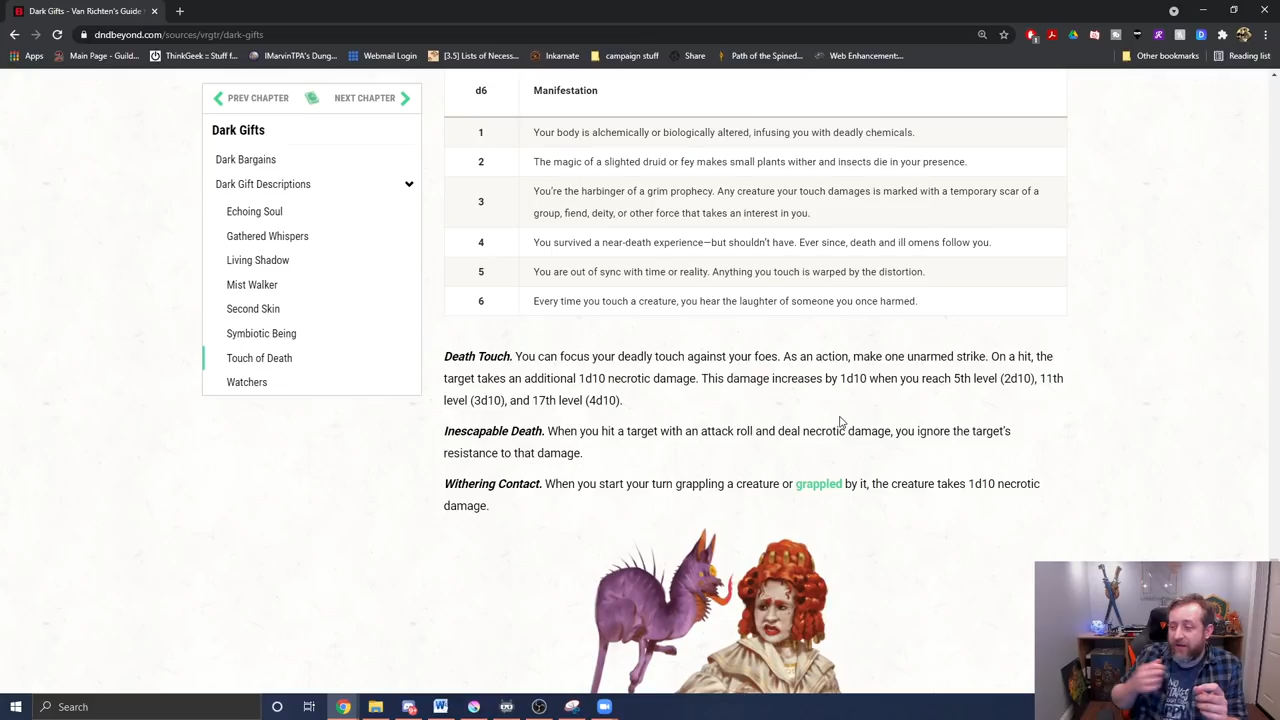 Dark Gifts - Van Richten's Guide
dndbeyond.com/sources/vrgtr/dark-gifts
Apps
Main Page - Guild...
ThinkGeek :: Stuff f...
IMarvinTPA's Dung...
Webmail Login
[3.5] Lists of Necess...
Inkarnate
campaign stuff
Share
Path of the Spined...
Web Enhancement:...
Other bookmarks
Reading list
PREV CHAPTER
NEXT CHAPTER
Dark Gifts
Dark Bargains
Dark Gift Descriptions
Echoing Soul
Gathered Whispers
Living Shadow
Mist Walker
Second Skin
Symbiotic Being
Touch of Death
Watchers
d6 Manifestation
1 Your body is alchemically or biologically altered, infusing you with deadly chemicals.
2 The magic of a slighted druid or fey makes small plants wither and insects die in your presence.
3 You're the harbinger of a grim prophecy. Any creature your touch damages is marked with a temporary scar of a
group, fiend, deity, or other force that takes an interest in you.
4 You survived a near-death experience—but shouldn't have. Ever since, death and ill omens follow you.
5 You are out of sync with time or reality. Anything you touch is warped by the distortion.
6 Every time you touch a creature, you hear the laughter of someone you once harmed.
Death Touch. You can focus your deadly touch against your foes. As an action, make one unarmed strike. On a hit, the
target takes an additional 1d10 necrotic damage. This damage increases by 1d10 when you reach 5th level (2d10), 11th
level (3d10), and 17th level (4d10).
Inescapable Death. When you hit a target with an attack roll and deal necrotic damage, you ignore the target's
resistance to that damage.
Withering Contact. When you start your turn grappling a creature or grappled by it, the creature takes 1d10 necrotic
damage.
Search